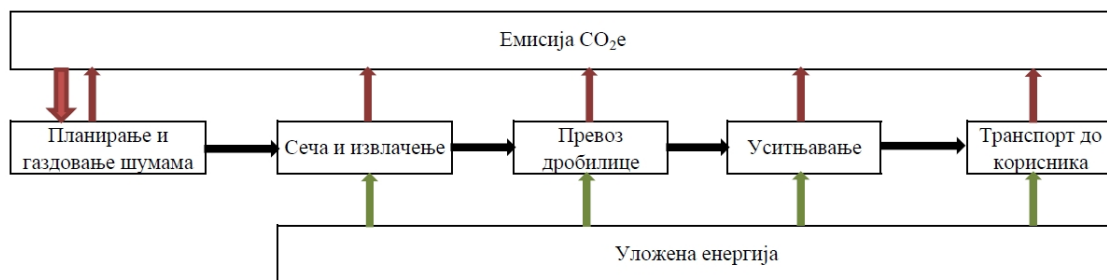 Емисија CO₂e
Планирање и
газдовање шумама
Сеча и извлачење
Превоз
дробилице
Уситњавање
Транспорт до
корисника
Уложена енергија